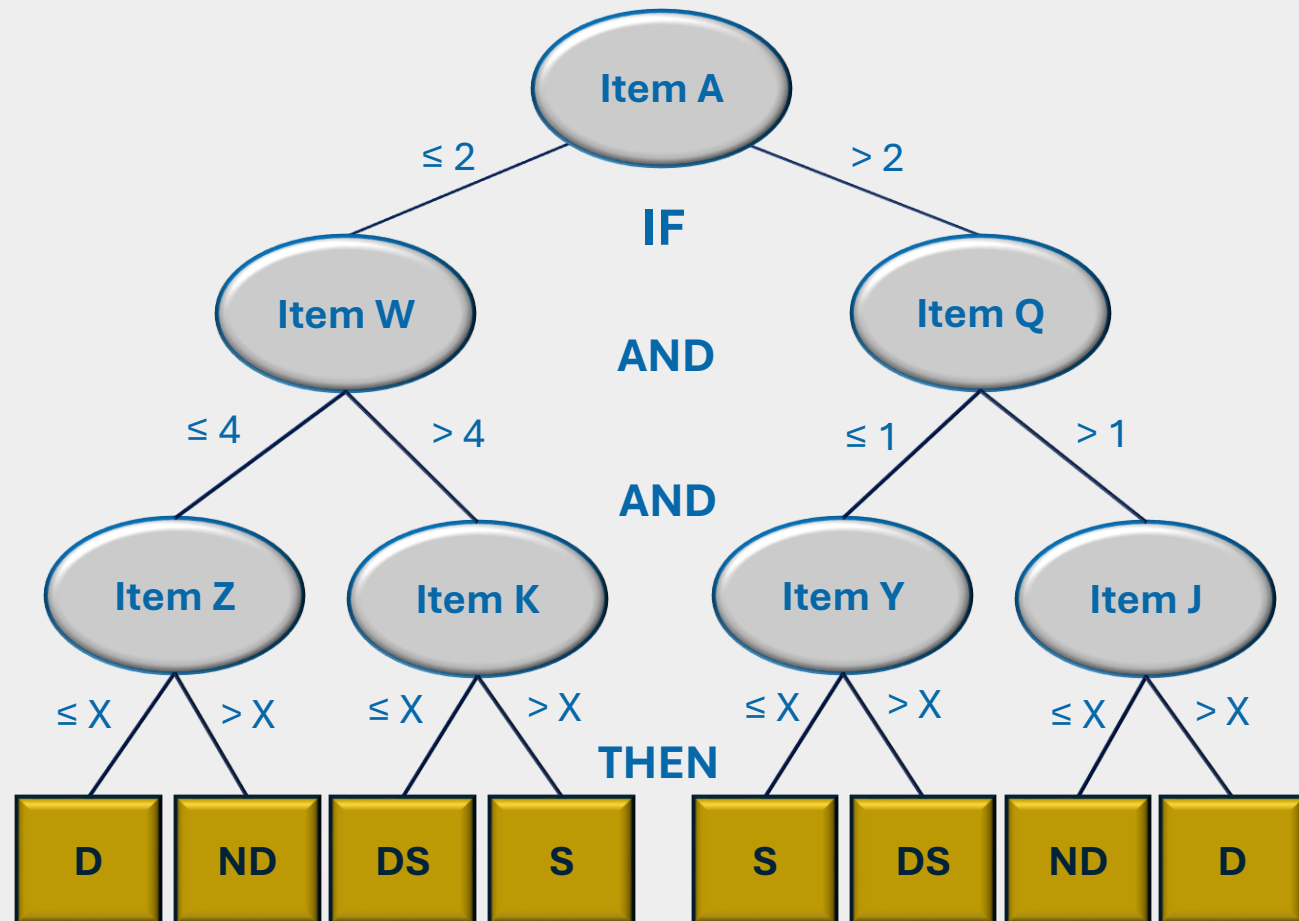 Item A
≤ 2
> 2
IF
Item W
Item Q
AND
≤ 4
> 4
≤ 1
> 1
AND
Item Z
Item K
Item Y
Item J
≤ X
> X
≤ X
> X
≤ X
> X
≤ X
> X
THEN
D
ND
DS
S
S
DS
ND
D